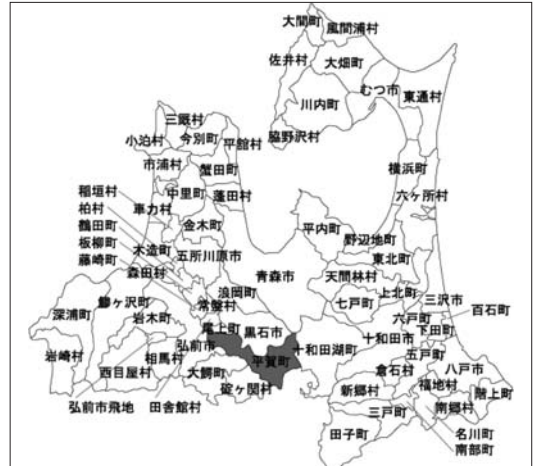 大間町
風間浦村
佐井村
大畑町
むつ市
東通村
川内町
脇野沢村
三厩村
今別町
平舘村
小泊村
市浦村
蟹田町
横浜町
六ヶ所村
稲垣村
柏村
鶴田町
板柳町
藤崎町
車力村
中里町
蓬田村
金木町
平内町
野辺地町
木造町
五所川原市
東北町
森田村
青森市
天間林村
上北町
三沢市
浪岡町
七戸町
百石町
深浦町
鰺ヶ沢町
常盤村
六戸町
下田町
岩木町
尾上町
黒石市
十和田湖町
十和田市
五戸町
岩崎村
弘前市
平賀町
八戸市
相馬村
倉石村
西目屋村
大鰐町
福地村
階上町
碇ヶ関村
新郷村
南郷村
弘前市飛地
田舎館村
三戸町
名川町
田子町
南部町